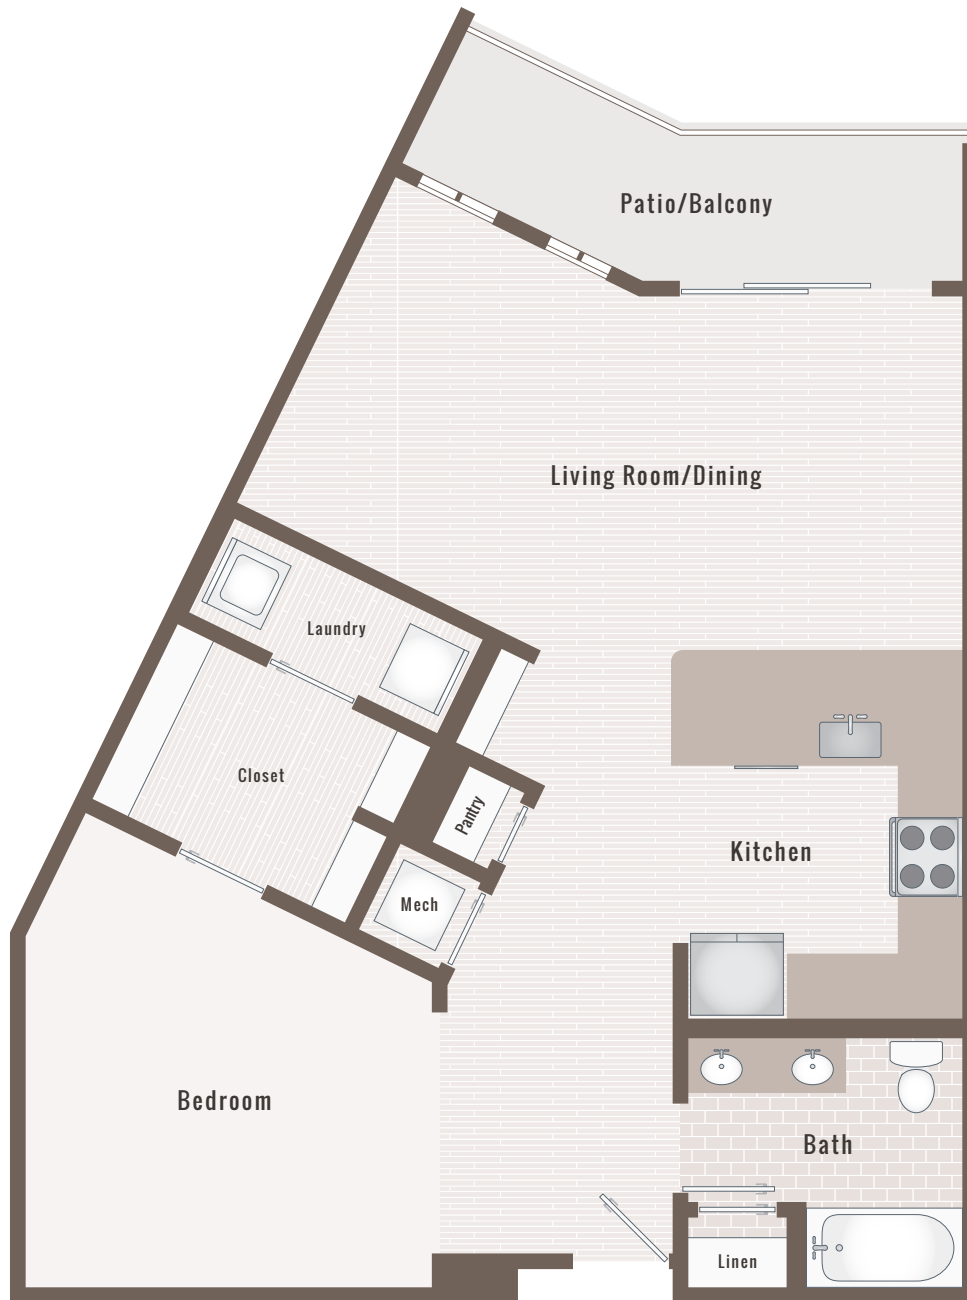 Patio/Balcony
Living Room/Dining
Laundry
Closet
Pantry
Kitchen
Mech
Bedroom
Bath
Linen